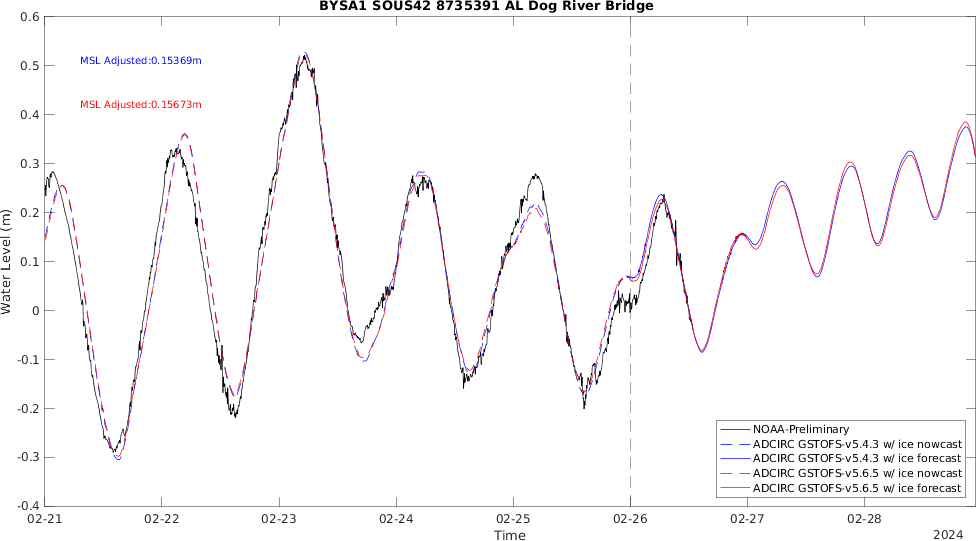 BYSA1 SOUS42 8735391 AL Dog River Bridge
0.6
0.5
0.4
0.3
0.2
0.1
0
-0.1
-0.2
-0.3
-0.4
Water Level (m)
MSL Adjusted:0.15369m
MSL Adjusted:0.15673m
NOAA-Preliminary
ADCIRC GSTOFS-v5.4.3 w/ ice nowcast
ADCIRC GSTOFS-v5.4.3 w/ ice forecast
ADCIRC GSTOFS-v5.6.5 w/ ice nowcast
ADCIRC GSTOFS-v5.6.5 w/ ice forecast
02-21 02-22 02-23 02-24 02-25 02-26 02-27 02-28
Time
2024